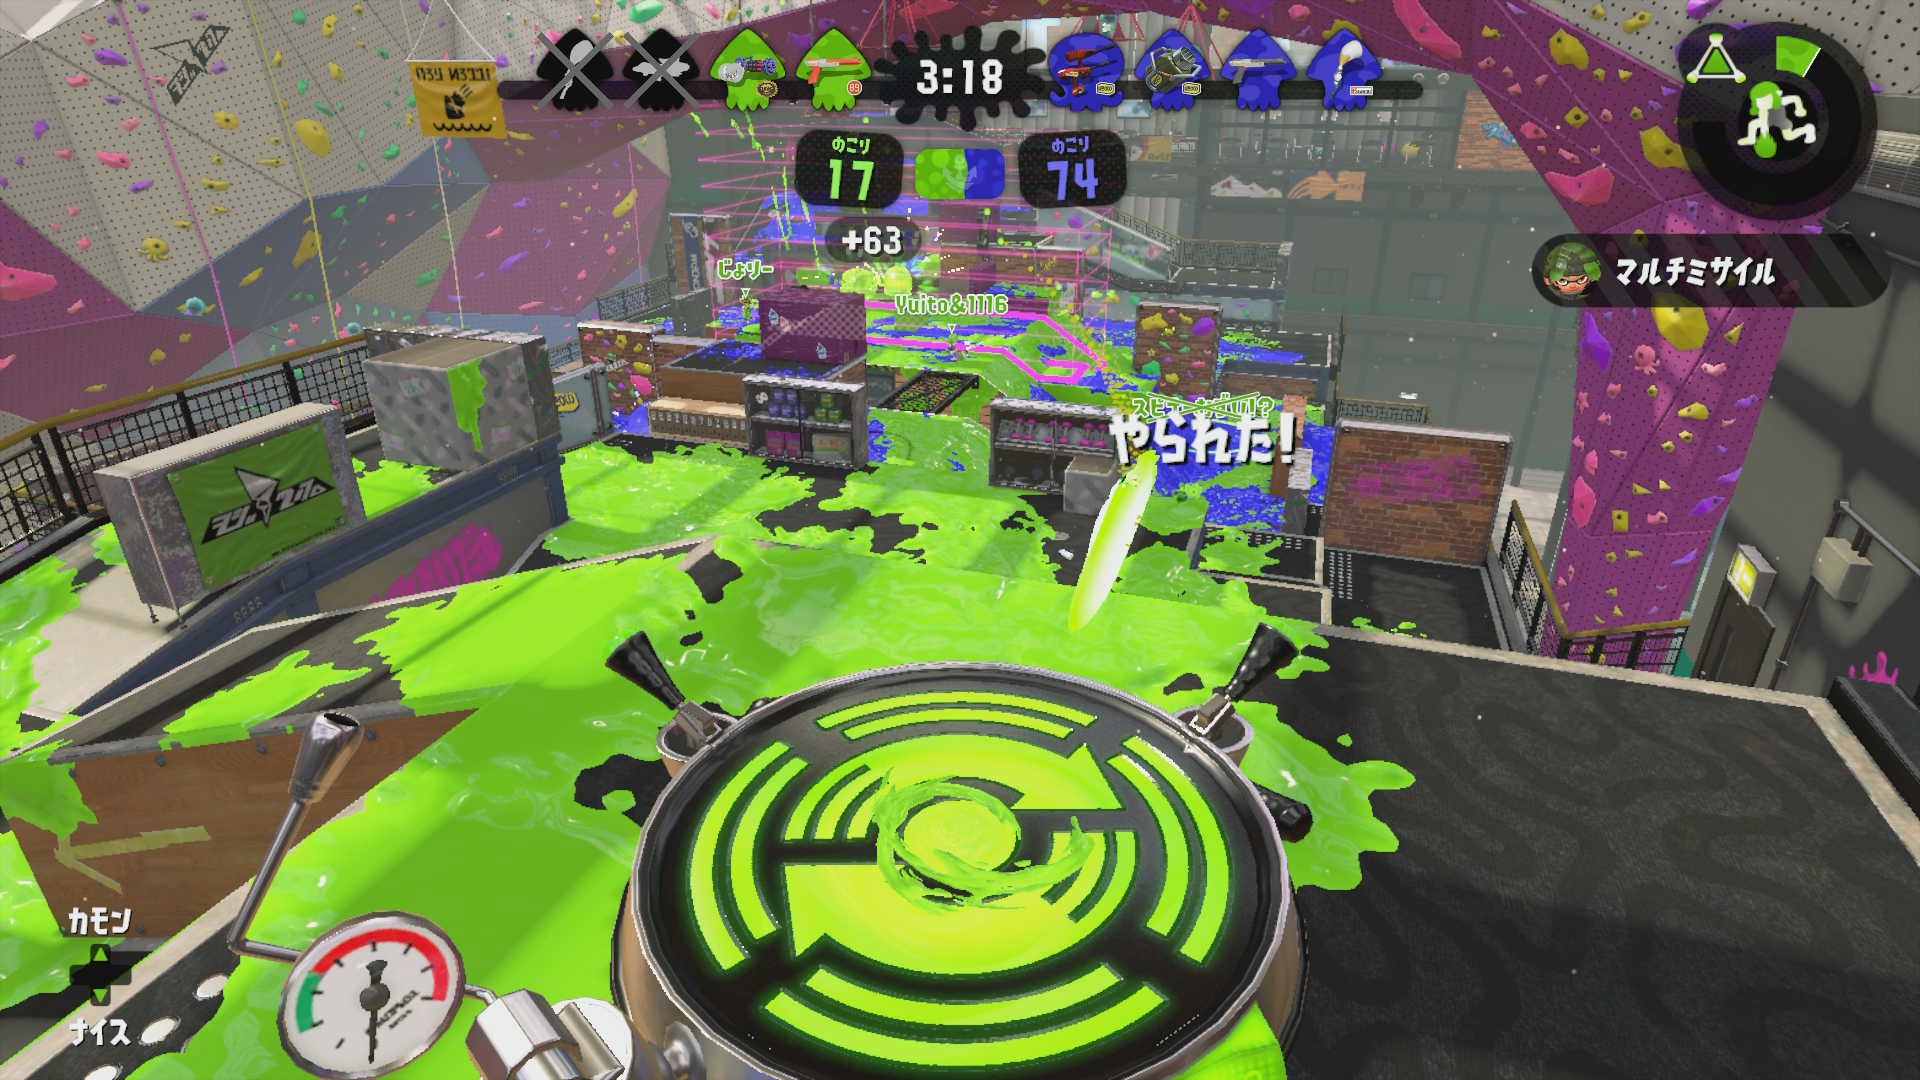 3:18
のこり
17
のこり
74
+63
マルチミサイル
じょりー
Yuito&1116
やられた!
カモン
ナイス